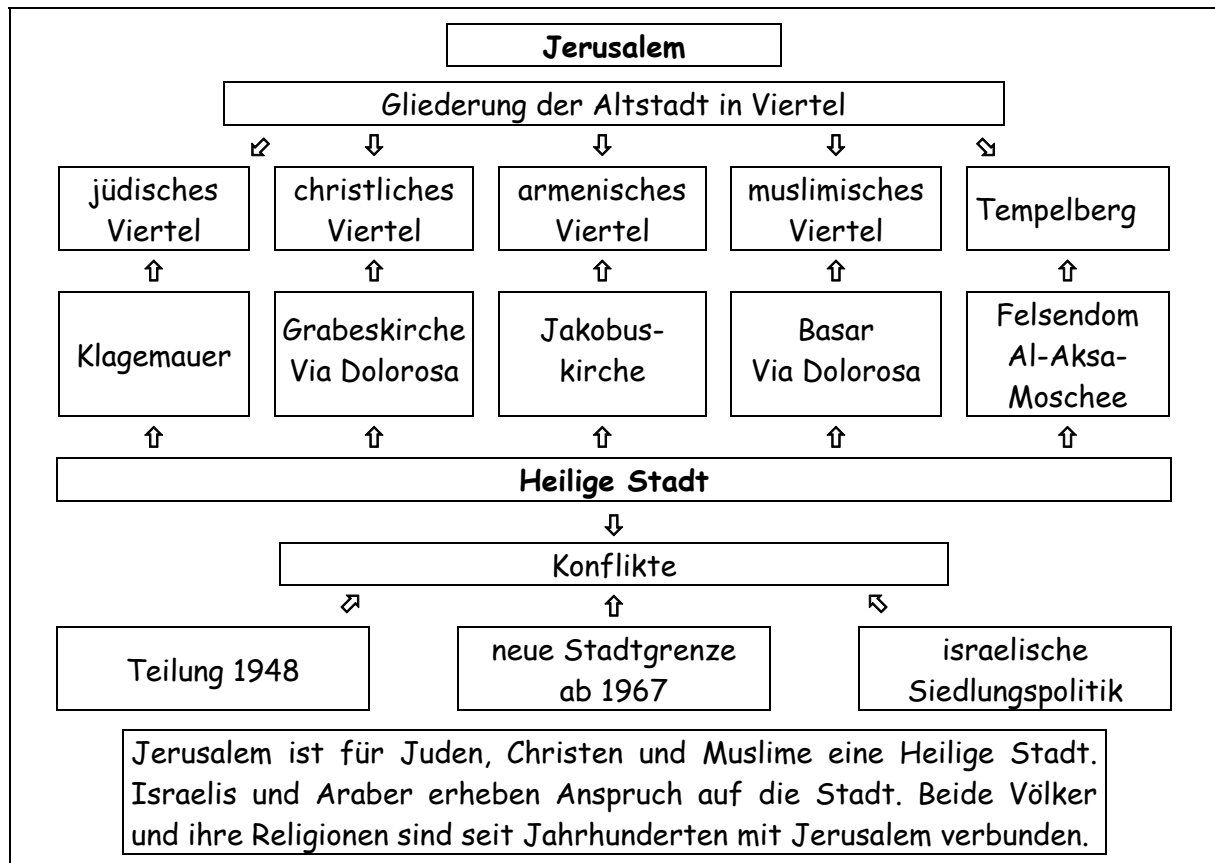 Jerusalem
Gliederung der Altstadt in Viertel
jüdisches
Viertel
christliches
Viertel
armenisches
Viertel
muslimisches
Viertel
Tempelberg
Klagemauer
Grabeskirche
Via Dolorosa
Jakobus-
kirche
Basar
Via Dolorosa
Felsendom
Al-Aksa-
Moschee
Heilige Stadt
Konflikte
Teilung 1948
neue Stadtgrenze
ab 1967
israelische
Siedlungspolitik
Jerusalem ist für Juden, Christen und Muslime eine Heilige Stadt.
Israelis und Araber erheben Anspruch auf die Stadt. Beide Völker
und ihre Religionen sind seit Jahrhunderten mit Jerusalem verbunden.